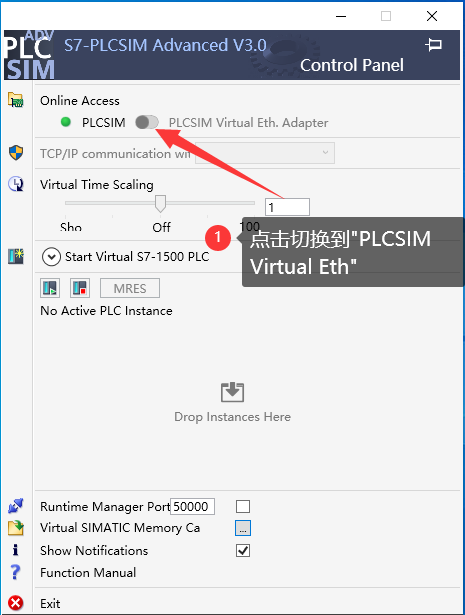 ADV
PLC
SIM
S7-PLCSIM Advanced V3.0
Control Panel
Online Access
PLCSIM PLCSIM Virtual Eth. Adapter
TCP/IP communication wi
Virtual Time Scaling
1
Sho Off 100
1 点击切换到"PLCSIM
Virtual Eth"
Start Virtual S7-1500 PLC
MRES
No Active PLC Instance
Drop Instances Here
Runtime Manager Port 50000
Virtual SIMATIC Memory Ca ...
Show Notifications
Function Manual
Exit